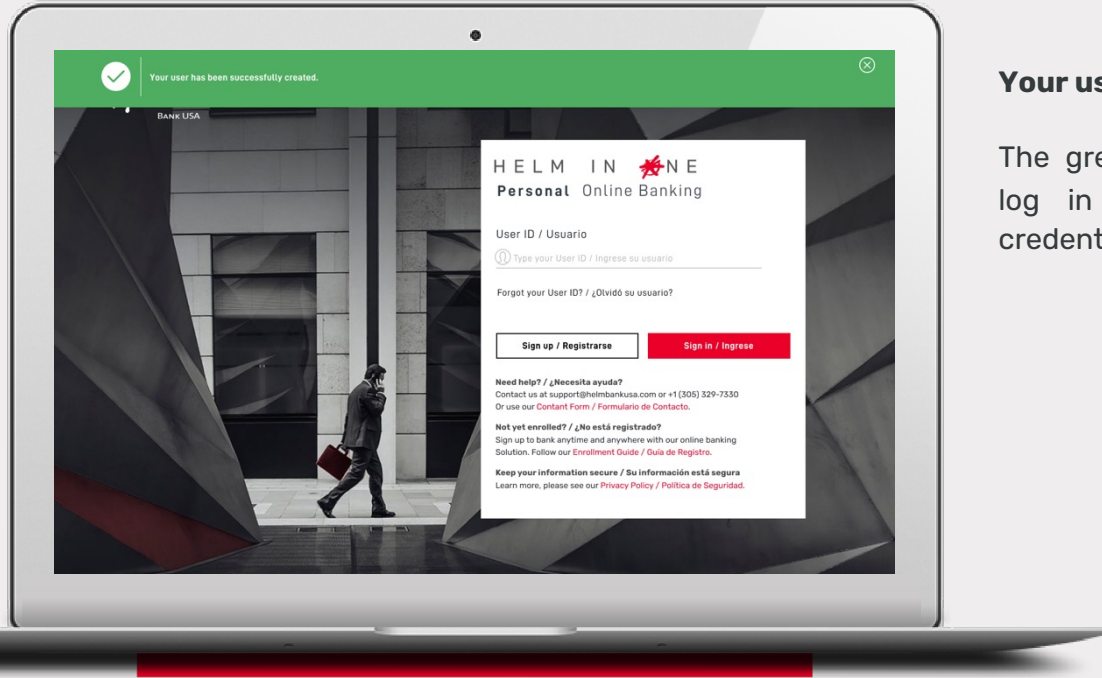 Your user has been successfully created.
BANK USA
HELM IN ONE
Personal Online Banking
User ID / Usuario
Type your User ID / Ingrese su usuario
Forgot your User ID? / ¿Olvidó su usuario?
Sign up / Registrarse
Sign in / Ingrese
Need help? / ¿Necesita ayuda?
Contact us at support@helmbankusa.com or +1 (305) 329-7330
Or use our Contant Form / Formulario de Contacto.
Not yet enrolled? / ¿No está registrado?
Sign up to bank anytime and anywhere with our online banking
Solution. Follow our Enrollment Guide / Guía de Registro.
Keep your information secure / Su información está segura
Learn more, please see our Privacy Policy / Política de Seguridad.
Your us
The gre
log in
credent